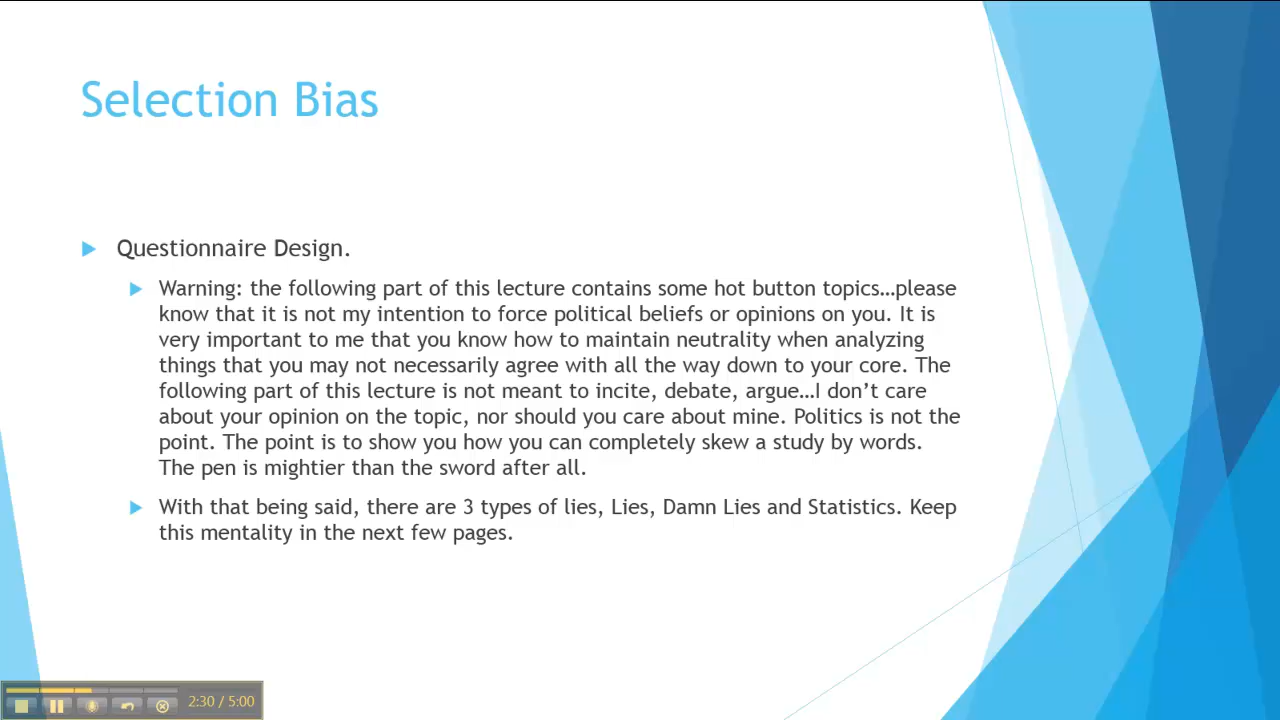 Selection Bias
Questionnaire Design.
Warning: the following part of this lecture contains some hot button topics…please
know that it is not my intention to force political beliefs or opinions on you. It is
very important to me that you know how to maintain neutrality when analyzing
things that you may not necessarily agree with all the way down to your core. The
following part of this lecture is not meant to incite, debate, argue…I don’t care
about your opinion on the topic, nor should you care about mine. Politics is not the
point. The point is to show you how you can completely skew a study by words.
The pen is mightier than the sword after all.
With that being said, there are 3 types of lies, Lies, Damn Lies and Statistics. Keep
this mentality in the next few pages.
2:30 / 5:00